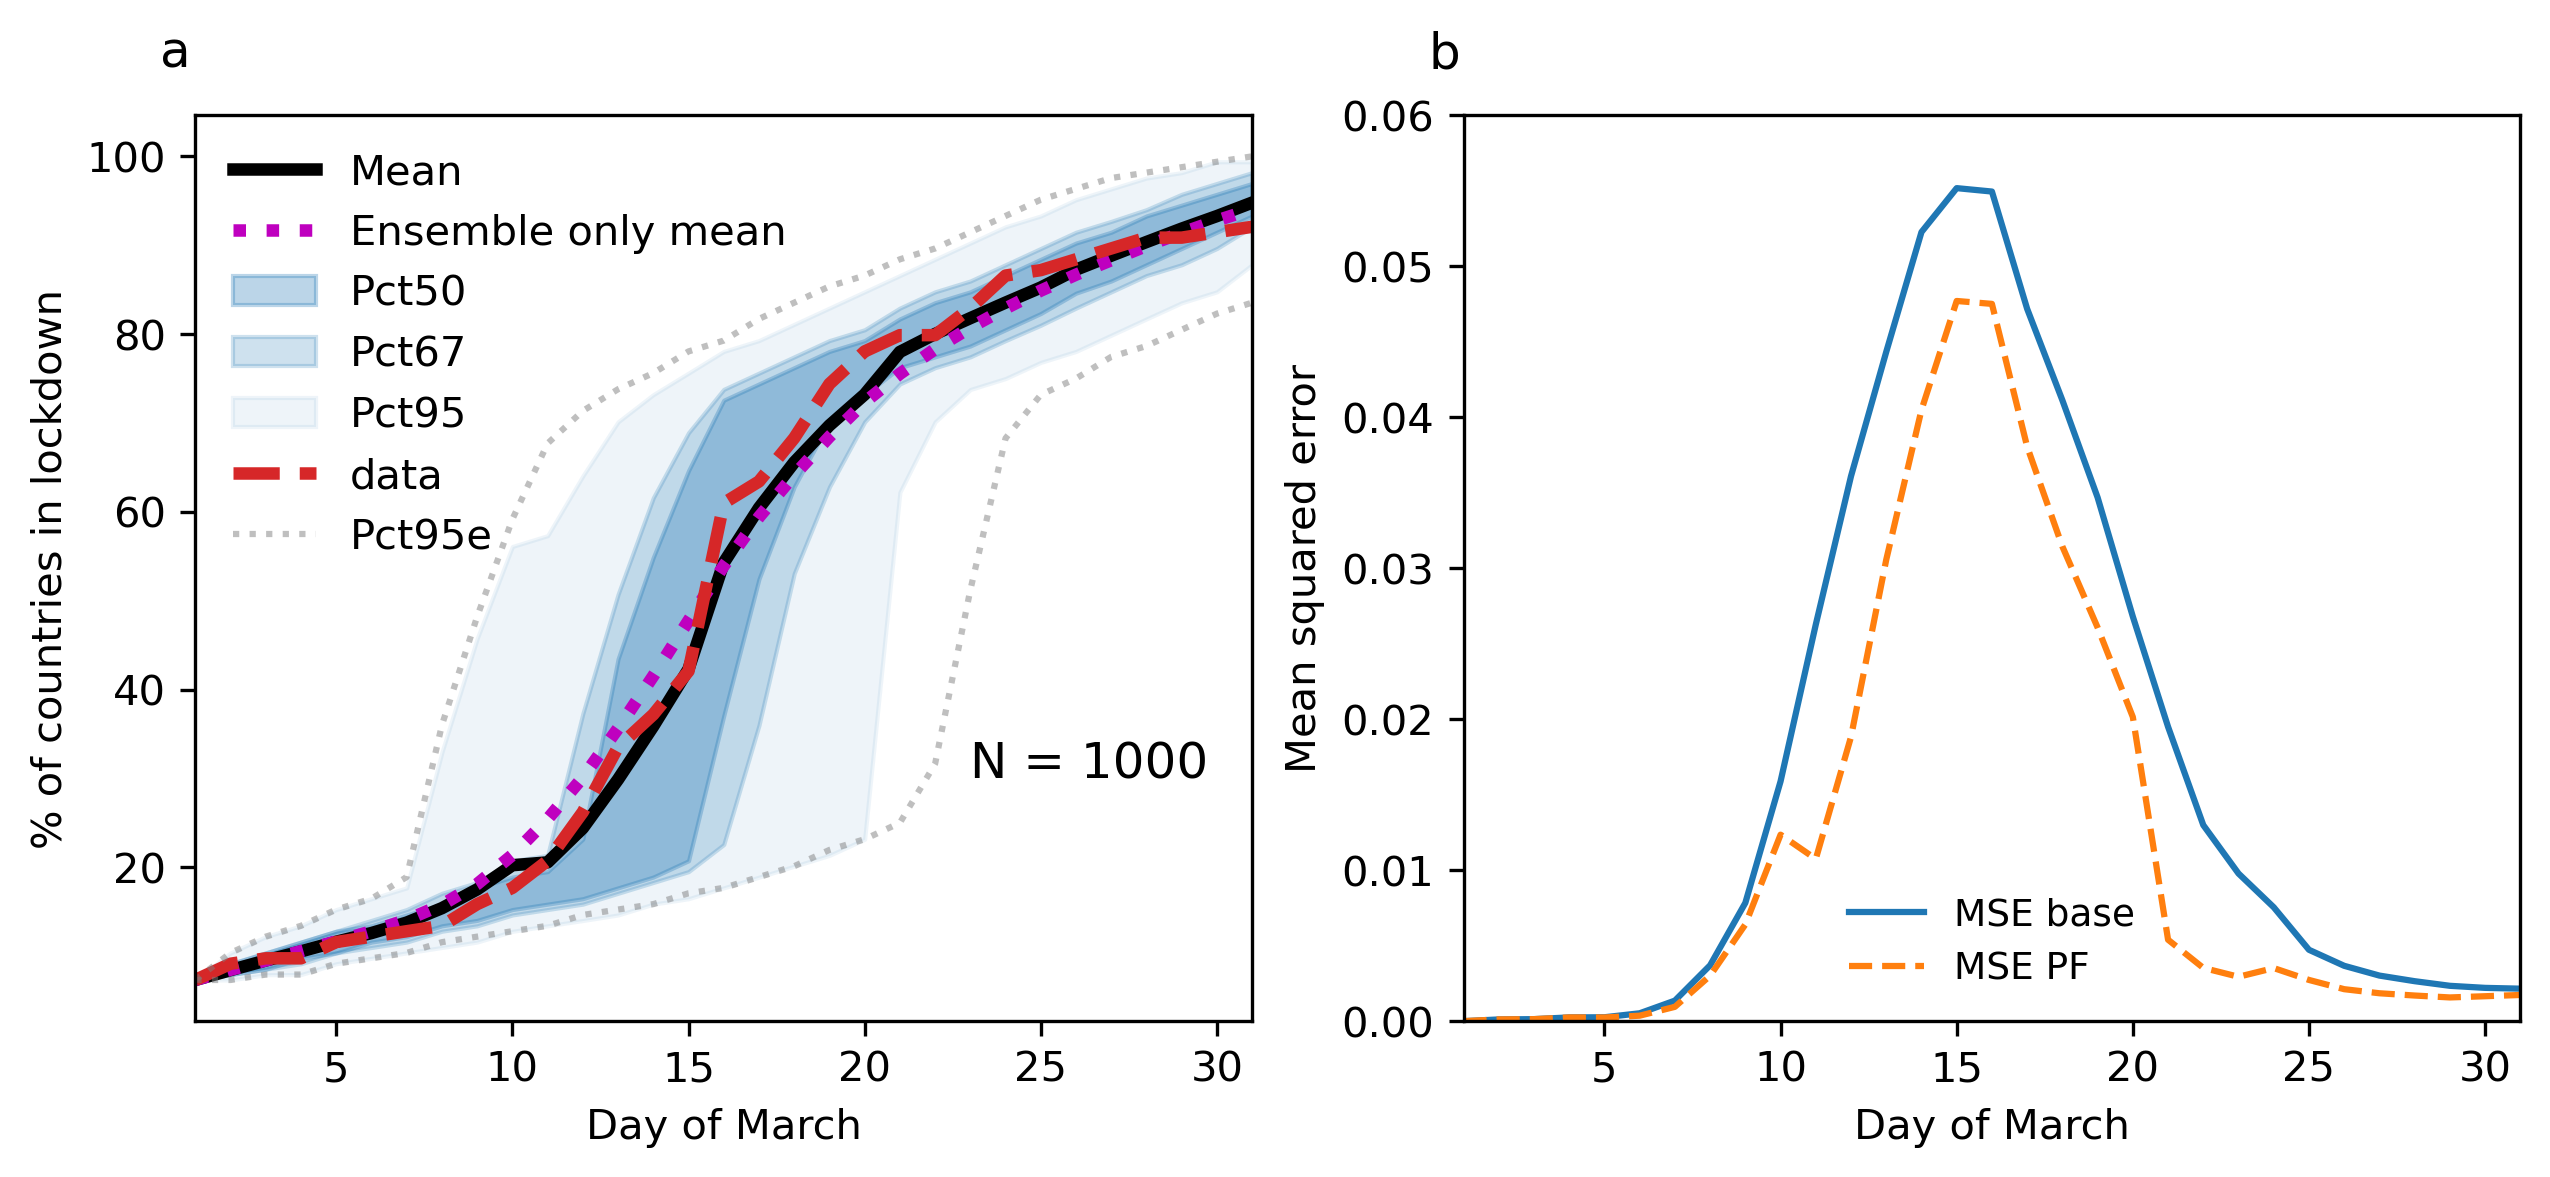 a
% of countries in lockdown
100
80
60
40
20
Mean
Ensemble only mean
Pct50
Pct67
Pct95
data
Pct95e
N = 1000
5 10 15 20 25 30
Day of March
b
Mean squared error
0.06
0.05
0.04
0.03
0.02
0.01
0.00
MSE base
MSE PF
5 10 15 20 25 30
Day of March